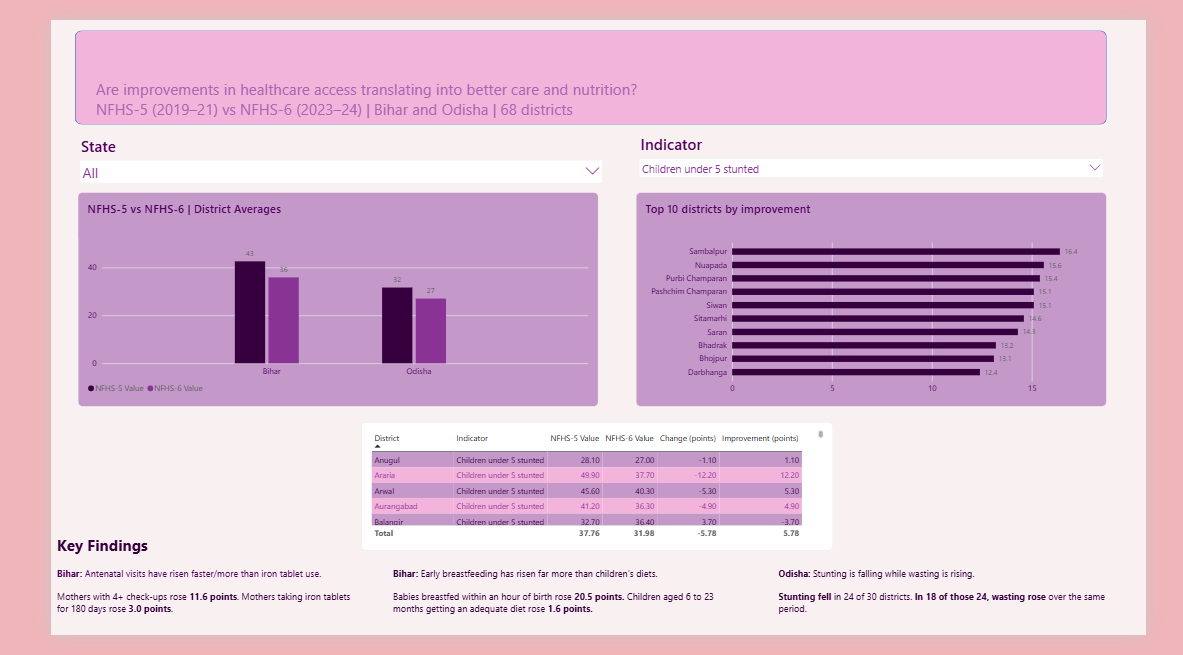 Are improvements in healthcare access translating into better care and nutrition?
NFHS-5 (2019–21) vs NFHS-6 (2023–24) | Bihar and Odisha | 68 districts
State
All
Indicator
Children under 5 stunted
NFHS-5 vs NFHS-6 | District Averages
43
36
32
27
40
20
0
Bihar
Odisha
NFHS-5 Value NFHS-6 Value
Top 10 districts by improvement
Sambalpur 16.4
Nuapada 15.6
Purbi Champaran 15.4
Pashchim Champaran 15.1
Siwan 15.1
Sitamarhi 14.6
Saran 14.3
Bhadrak 13.2
Bhojpur 13.1
Darbhanga 12.4
0 5 10 15
District Indicator NFHS-5 Value NFHS-6 Value Change (points) Improvement (points)
Anugul Children under 5 stunted 28.10 27.00 -1.10 1.10
Araria Children under 5 stunted 49.90 37.70 -12.20 12.20
Arwal Children under 5 stunted 45.60 40.30 -5.30 5.30
Aurangabad Children under 5 stunted 41.20 36.30 -4.90 4.90
Balangir Children under 5 stunted 32.70 36.40 3.70 -3.70
Total 37.76 31.98 -5.78 5.78
Key Findings
Bihar: Antenatal visits have risen faster/more than iron tablet use.
Mothers with 4+ check-ups rose 11.6 points. Mothers taking iron tablets
for 180 days rose 3.0 points.
Bihar: Early breastfeeding has risen far more than children's diets.
Babies breastfed within an hour of birth rose 20.5 points. Children aged 6 to 23
months getting an adequate diet rose 1.6 points.
Odisha: Stunting is falling while wasting is rising.
Stunting fell in 24 of 30 districts. In 18 of those 24, wasting rose over the same
period.